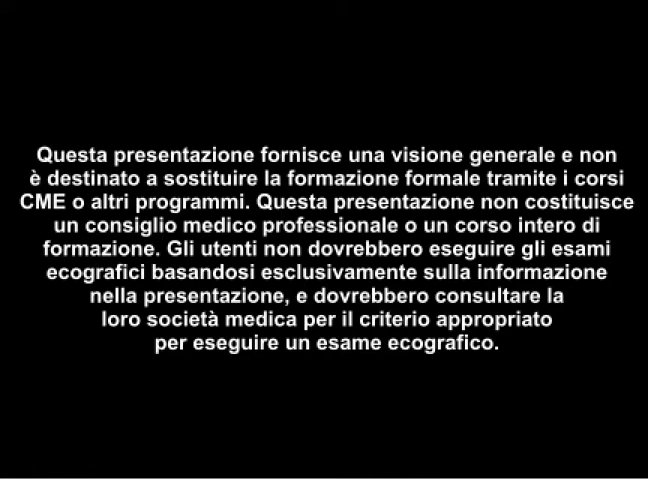 Questa presentazione fornisce una visione generale e non
è destinato a sostituire la formazione formale tramite i corsi
CME o altri programmi. Questa presentazione non costituisce
un consiglio medico professionale o un corso intero di
formazione. Gli utenti non dovrebbero eseguire gli esami
ecografici basandosi esclusivamente sulla informazione
nella presentazione, e dovrebbero consultare la
loro società medica per il criterio appropriato
per eseguire un esame ecografico.